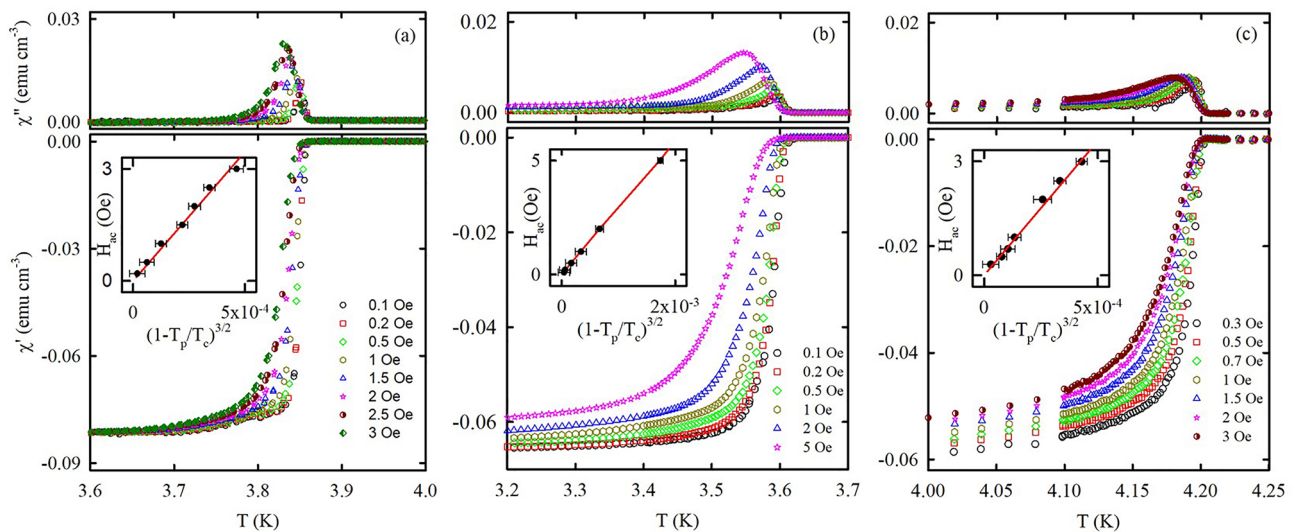 (a)
χ'' (emu cm⁻³)
0.03
0.00
χ' (emu cm⁻³)
0.00
-0.03
-0.06
-0.09
H_ac (Oe)
3
0
0 5x10⁻⁴
(1-T_p/T_c)^3/2
0.1 Oe
0.2 Oe
0.5 Oe
1 Oe
1.5 Oe
2 Oe
2.5 Oe
3 Oe
3.6 3.7 3.8 3.9 4.0
T (K)
(b)
0.02
0.00
0.00
-0.02
-0.04
-0.06
H_ac (Oe)
5
0
0 2x10⁻³
(1-T_p/T_c)^3/2
0.1 Oe
0.2 Oe
0.5 Oe
1 Oe
2 Oe
5 Oe
3.2 3.3 3.4 3.5 3.6 3.7
T (K)
(c)
0.02
0.00
0.00
-0.02
-0.04
-0.06
H_ac (Oe)
3
0
0 5x10⁻⁴
(1-T_p/T_c)^3/2
0.3 Oe
0.5 Oe
0.7 Oe
1 Oe
1.5 Oe
2 Oe
3 Oe
4.00 4.05 4.10 4.15 4.20 4.25
T (K)